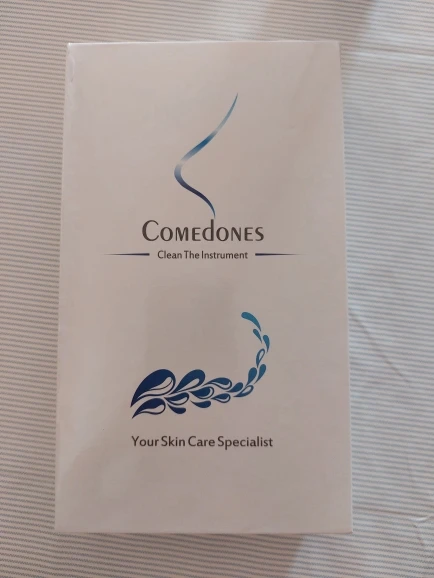 COMEdONES
Clean The Instrument
Your Skin Care Specialist